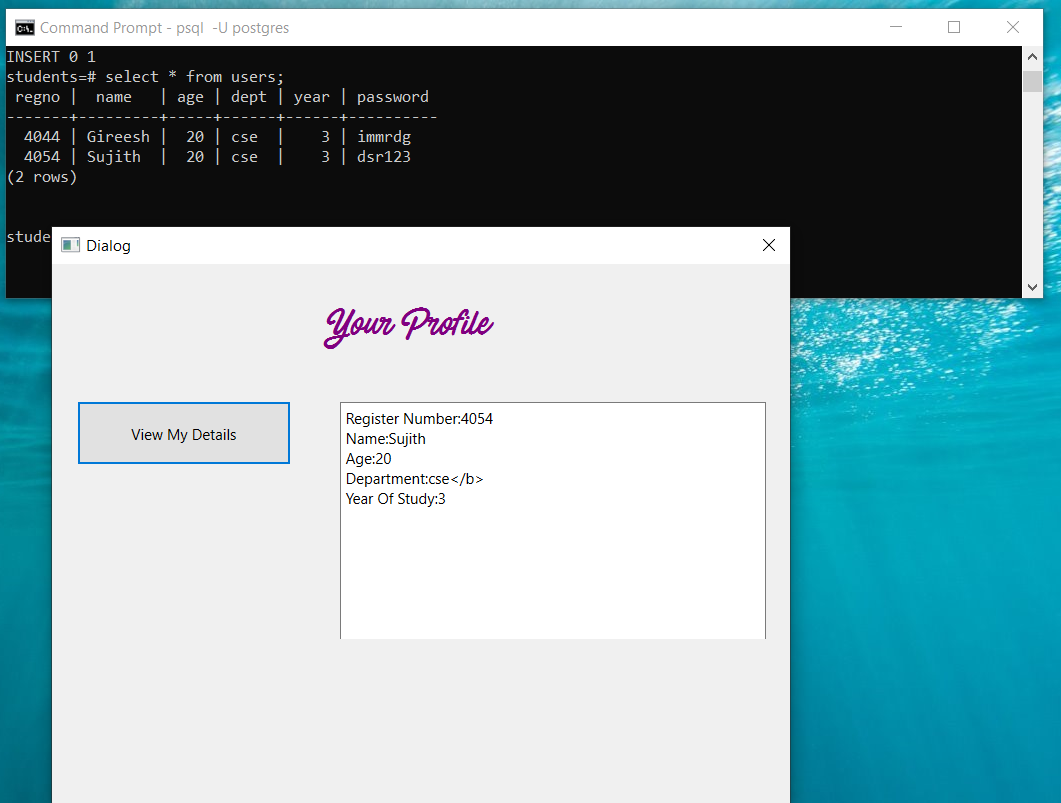 Command Prompt - psql  -U postgres
INSERT 0 1
students=# select * from users;
 regno |  name   | age | dept | year | password
-------+---------+-----+------+------+----------
  4044 | Gireesh |  20 | cse  |    3 | immrdg
  4054 | Sujith  |  20 | cse  |    3 | dsr123
(2 rows)
stude
Dialog
Your Profile
View My Details
Register Number:4054
Name:Sujith
Age:20
Department:cse</b>
Year Of Study:3